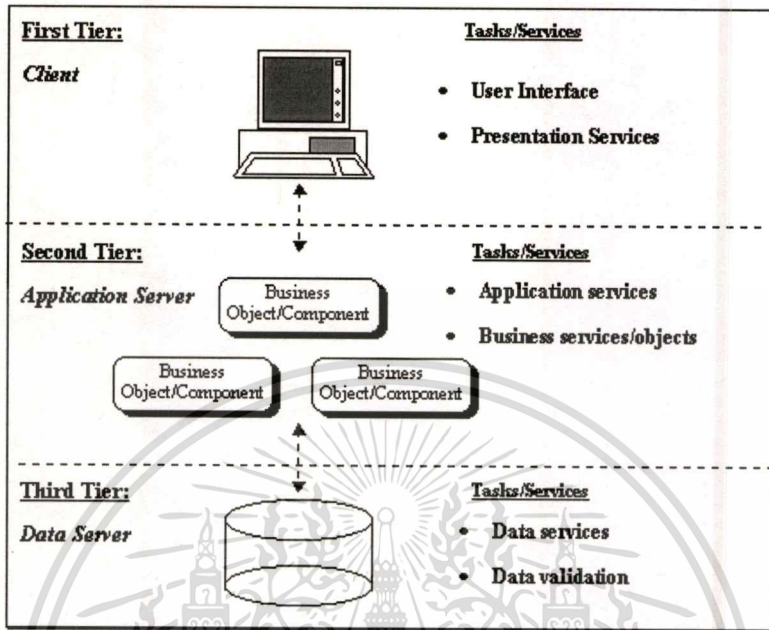 First Tier:
Client
Tasks/Services
• User Interface
• Presentation Services
Second Tier:
Application Server
Business
Object/Component
Business
Object/Component
Business
Object/Component
Tasks/Services
• Application services
• Business services/objects
Third Tier:
Data Server
Tasks/Services
• Data services
• Data validation